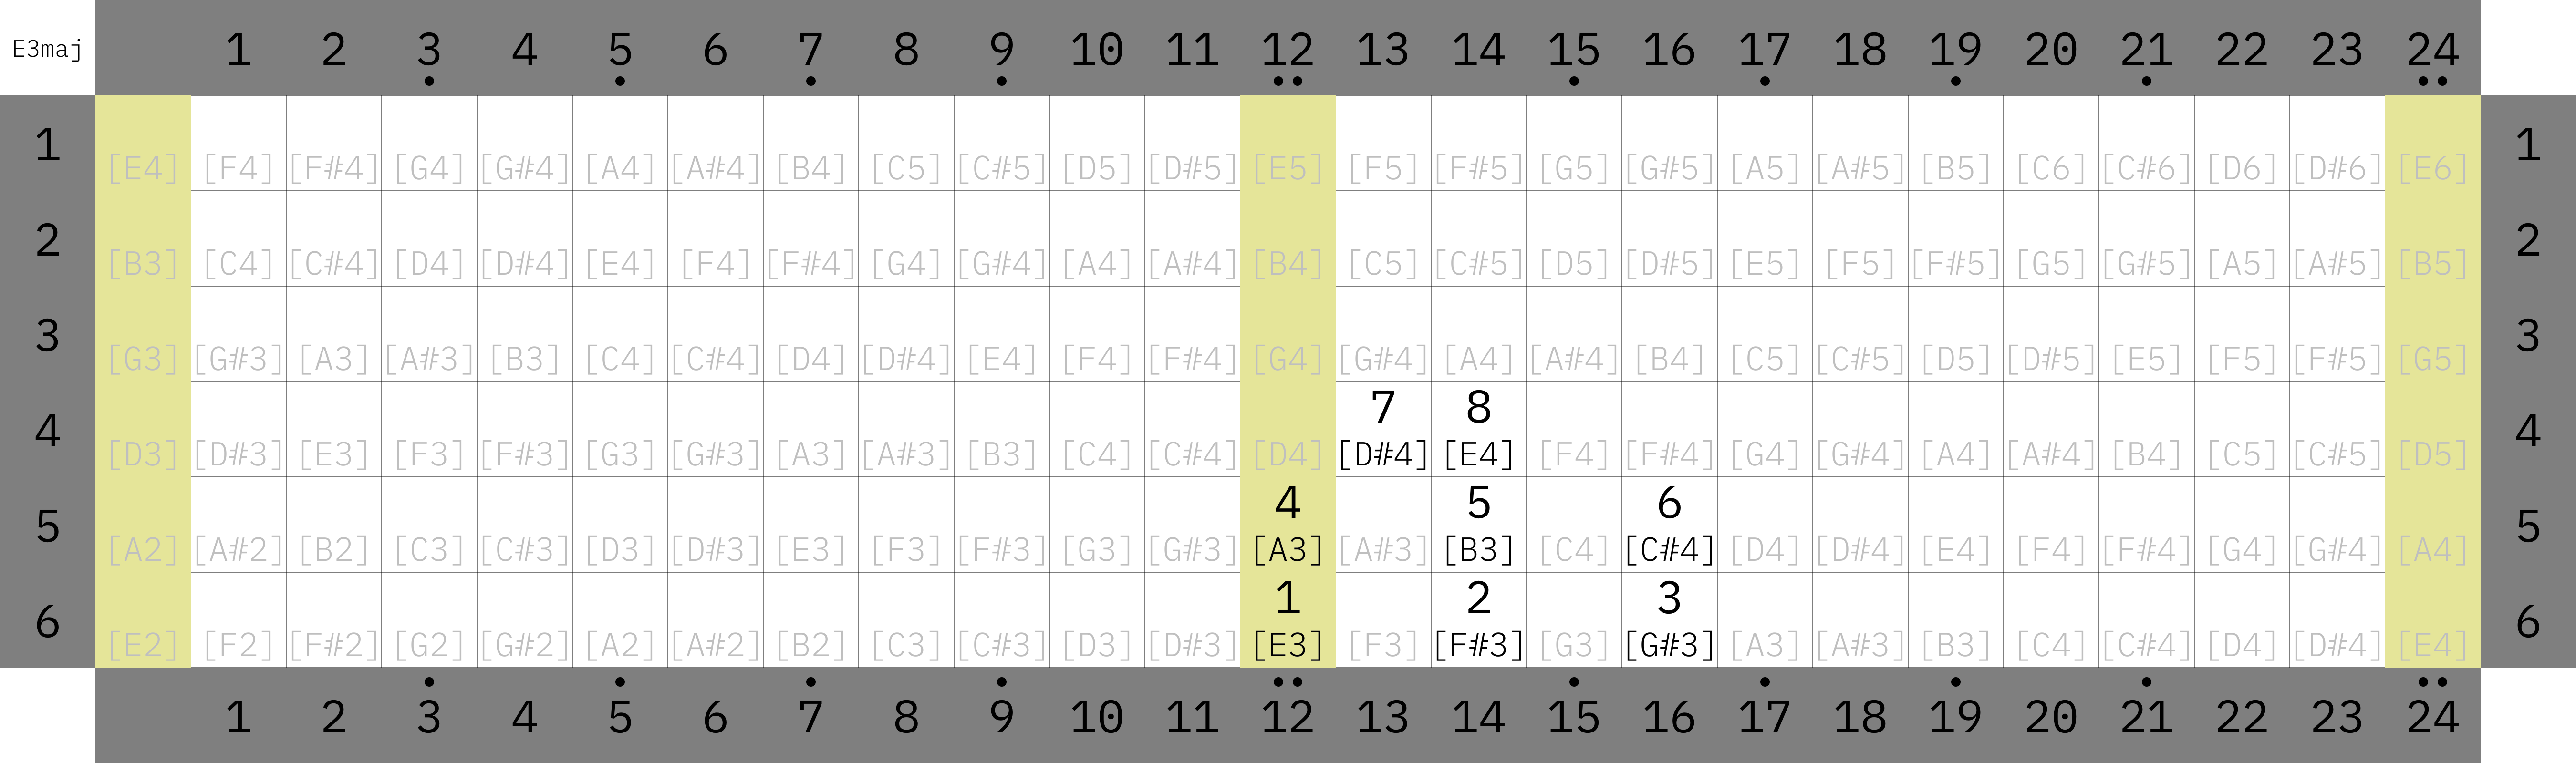 E3maj 1 2 3 4 5 6 7 8 9 10 11 12 13 14 15 16 17 18 19 20 21 22 23 24
1 [E4] [F4] [F#4] [G4] [G#4] [A4] [A#4] [B4] [C5] [C#5] [D5] [D#5] [E5] [F5] [F#5] [G5] [G#5] [A5] [A#5] [B5] [C6] [C#6] [D6] [D#6] [E6] 1
2 [B3] [C4] [C#4] [D4] [D#4] [E4] [F4] [F#4] [G4] [G#4] [A4] [A#4] [B4] [C5] [C#5] [D5] [D#5] [E5] [F5] [F#5] [G5] [G#5] [A5] [A#5] [B5] 2
3 [G3] [G#3] [A3] [A#3] [B3] [C4] [C#4] [D4] [D#4] [E4] [F4] [F#4] [G4] [G#4] [A4] [A#4] [B4] [C5] [C#5] [D5] [D#5] [E5] [F5] [F#5] [G5] 3
7 8
4 [D3] [D#3] [E3] [F3] [F#3] [G3] [G#3] [A3] [A#3] [B3] [C4] [C#4] [D4] [D#4] [E4] [F4] [F#4] [G4] [G#4] [A4] [A#4] [B4] [C5] [C#5] [D5] 4
4 5 6
5 [A2] [A#2] [B2] [C3] [C#3] [D3] [D#3] [E3] [F3] [F#3] [G3] [G#3] [A3] [A#3] [B3] [C4] [C#4] [D4] [D#4] [E4] [F4] [F#4] [G4] [G#4] [A4] 5
1 2 3
6 [E2] [F2] [F#2] [G2] [G#2] [A2] [A#2] [B2] [C3] [C#3] [D3] [D#3] [E3] [F3] [F#3] [G3] [G#3] [A3] [A#3] [B3] [C4] [C#4] [D4] [D#4] [E4] 6
1 2 3 4 5 6 7 8 9 10 11 12 13 14 15 16 17 18 19 20 21 22 23 24